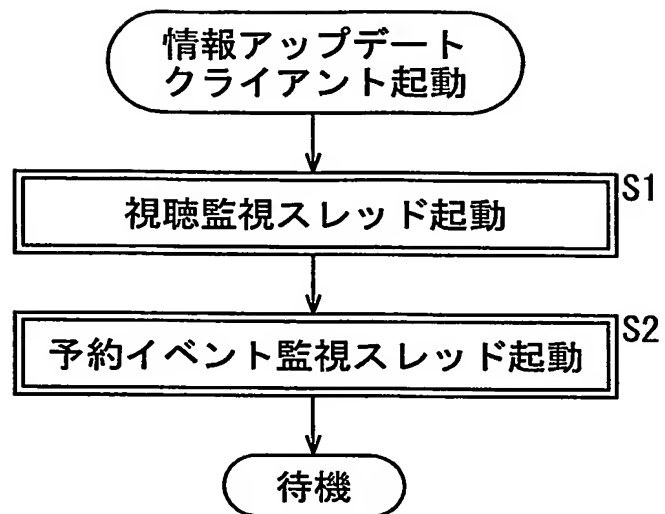 情報アップデート
クライアント起動
視聴監視スレッド起動
S1
予約イベント監視スレッド起動
S2
待機